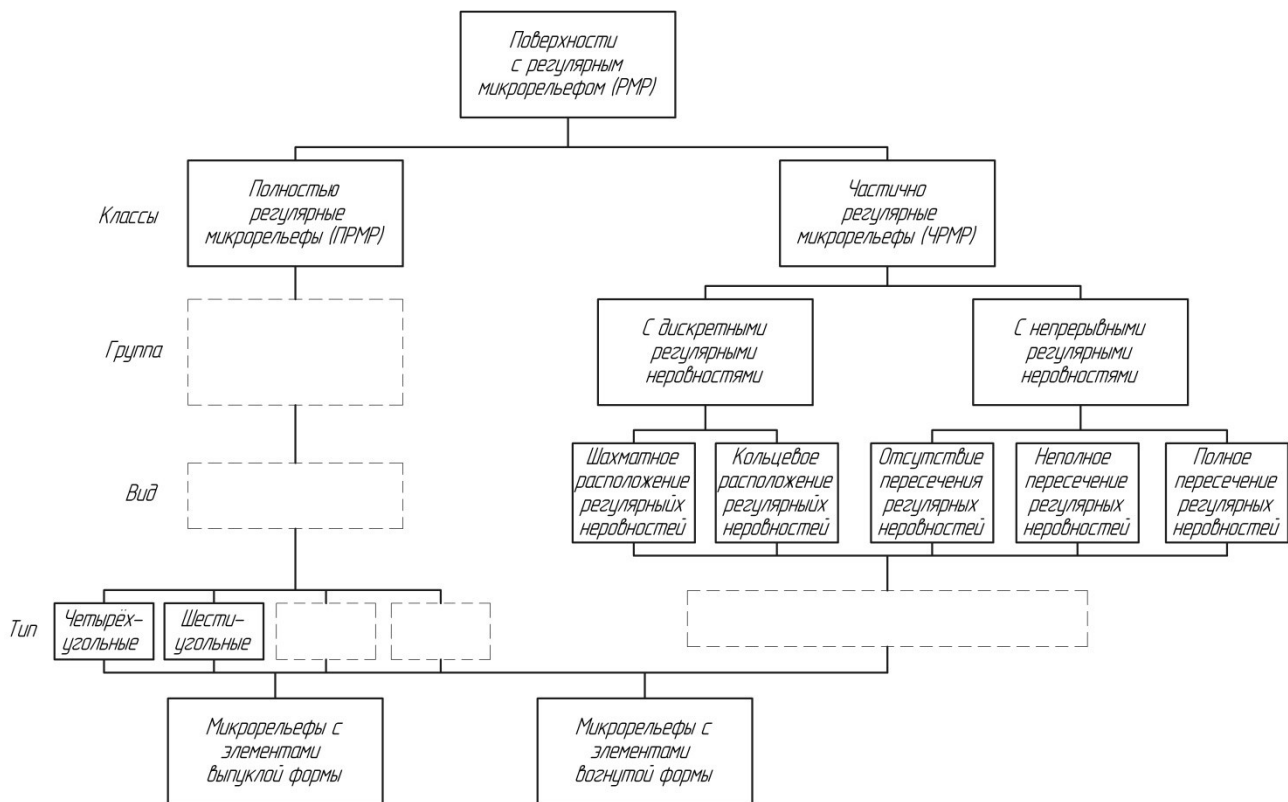 Поверхности
с регулярным
микрорельефом (РМР)
Классы
Полностью
регулярные
микрорельефы (ПРМР)
Частично
регулярные
микрорельефы (ЧРМР)
Группа
С дискретными
регулярными
неровностями
С непрерывными
регулярными
неровностями
Вид
Шахматное
расположение
регулярныйх
неровностей
Кольцевое
расположение
регулярныйх
неровностей
Отсутствие
пересечения
регулярных
неровностей
Неполное
пересечение
регулярных
неровностей
Полное
пересечение
регулярных
неровностей
Тип
Четырёх-
угольные
Шести-
угольные
Микрорельефы с
элементами
выпуклой формы
Микрорельефы с
элементами
вогнутой формы